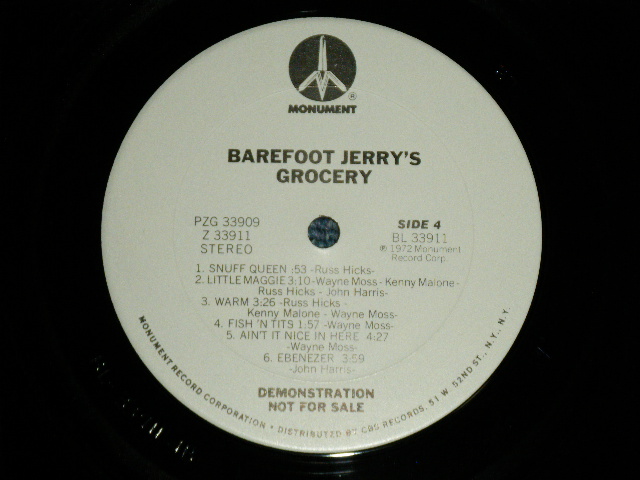 ®
MONUMENT
BAREFOOT JERRY'S
GROCERY
PZG 33909
Z 33911
STEREO
SIDE 4
BL 33911
℗ 1972 Monument
Record Corp.
1. SNUFF QUEEN :53 -Russ Hicks-
2. LITTLE MAGGIE 3:10 -Wayne Moss- Kenny Malone-
Russ Hicks - John Harris-
3. WARM 3:26 -Russ Hicks -
Kenny Malone - Wayne Moss-
4. FISH 'N TITS 1:57 -Wayne Moss-
5. AIN'T IT NICE IN HERE 4:27
-Wayne Moss-
6. EBENEZER 3:59
-John Harris-
DEMONSTRATION
NOT FOR SALE
MONUMENT RECORD CORPORATION • DISTRIBUTED BY CBS RECORDS, 51 W. 52ND ST., N.Y., N.Y.